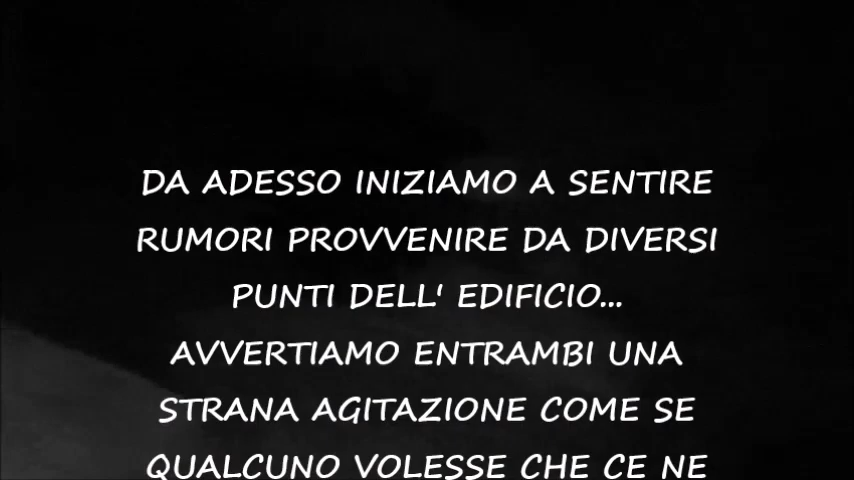 DA ADESSO INIZIAMO A SENTIRE
RUMORI PROVVENIRE DA DIVERSI
PUNTI DELL' EDIFICIO...
AVVERTIAMO ENTRAMBI UNA
STRANA AGITAZIONE COME SE
QUALCUNO VOLESSE CHE CE NE